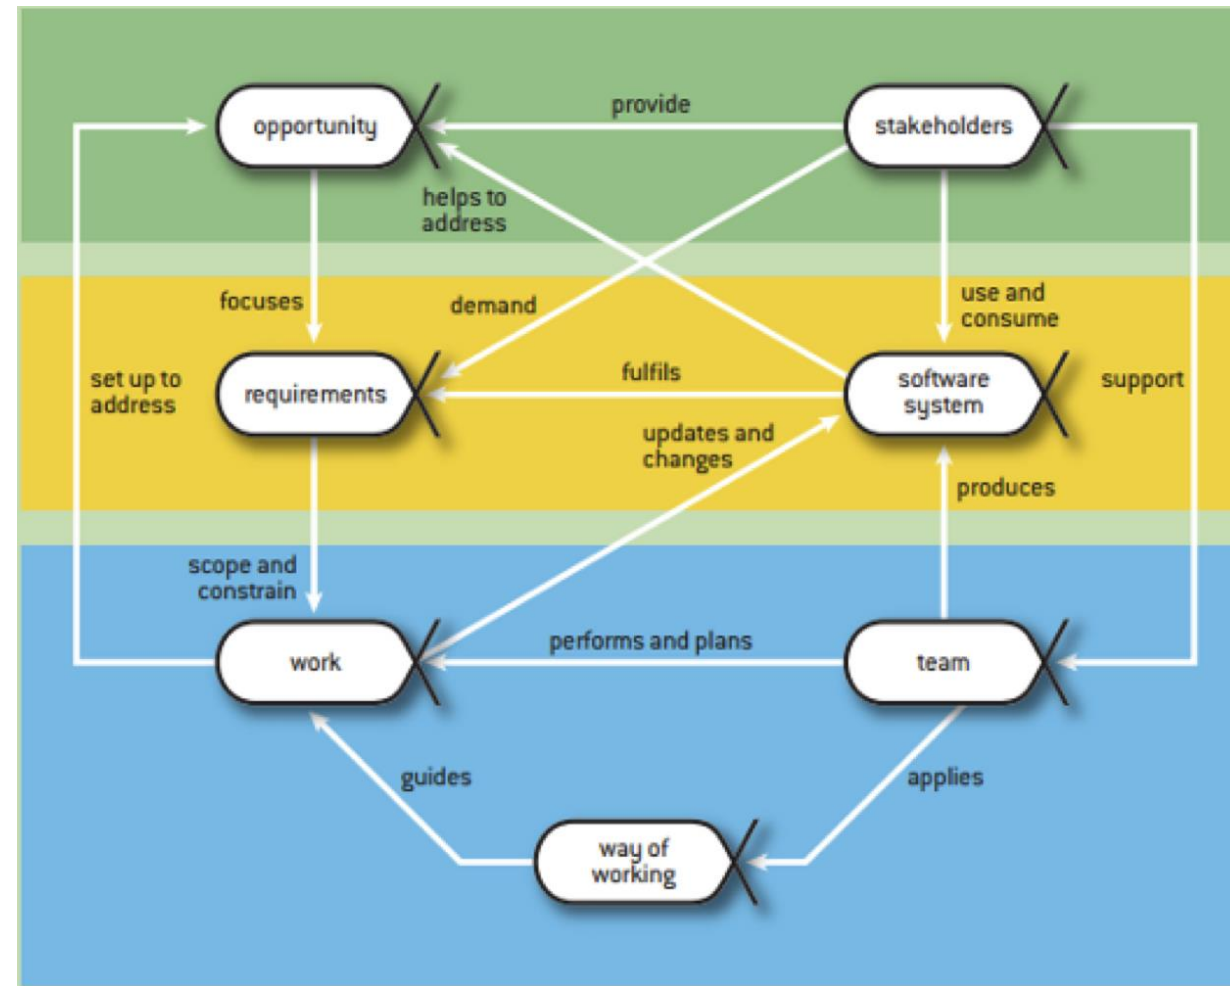 opportunity
provide
stakeholders
helps to
address
focuses
demand
use and
consume
set up to
address
requirements
fulfils
software
system
support
updates and
changes
produces
scope and
constrain
work
performs and plans
team
guides
applies
way of
working